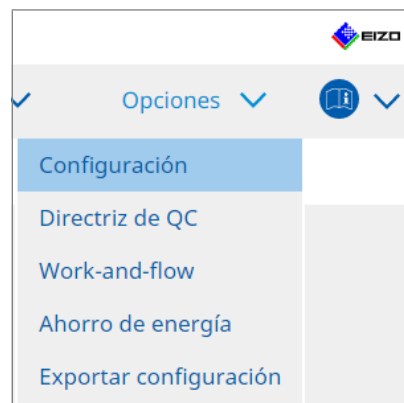 EIZO
Opciones
Configuración
Directriz de QC
Work-and-flow
Ahorro de energía
Exportar configuración